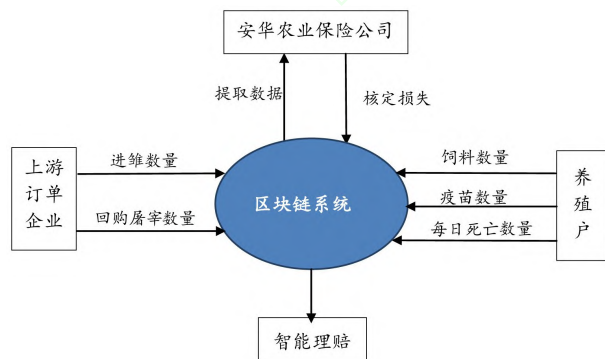 安华农业保险公司
提取数据
核定损失
上游
订单
企业
进雏数量
回购屠宰数量
区块链系统
饲料数量
疫苗数量
每日死亡数量
养
殖
户
智能理赔